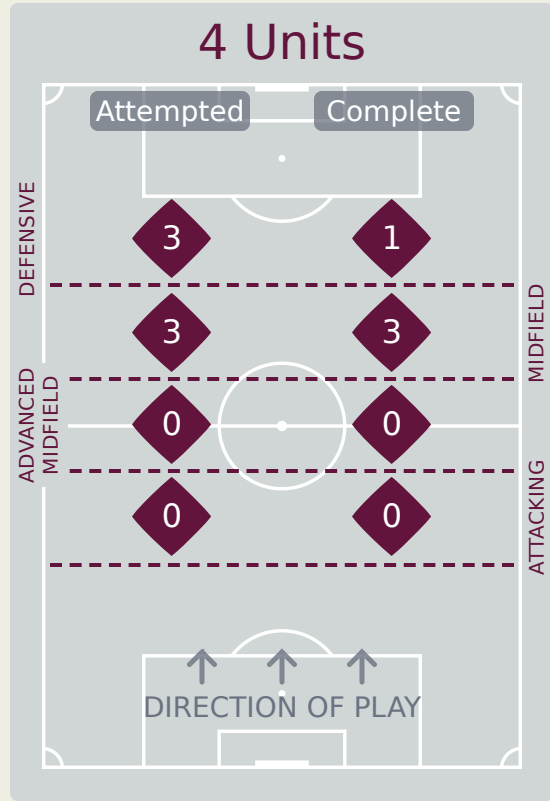 4 Units
Attempted
Complete
DEFENSIVE
3
1
MIDFIELD
3
3
ADVANCED
MIDFIELD
0
0
ATTACKING
0
0
DIRECTION OF PLAY